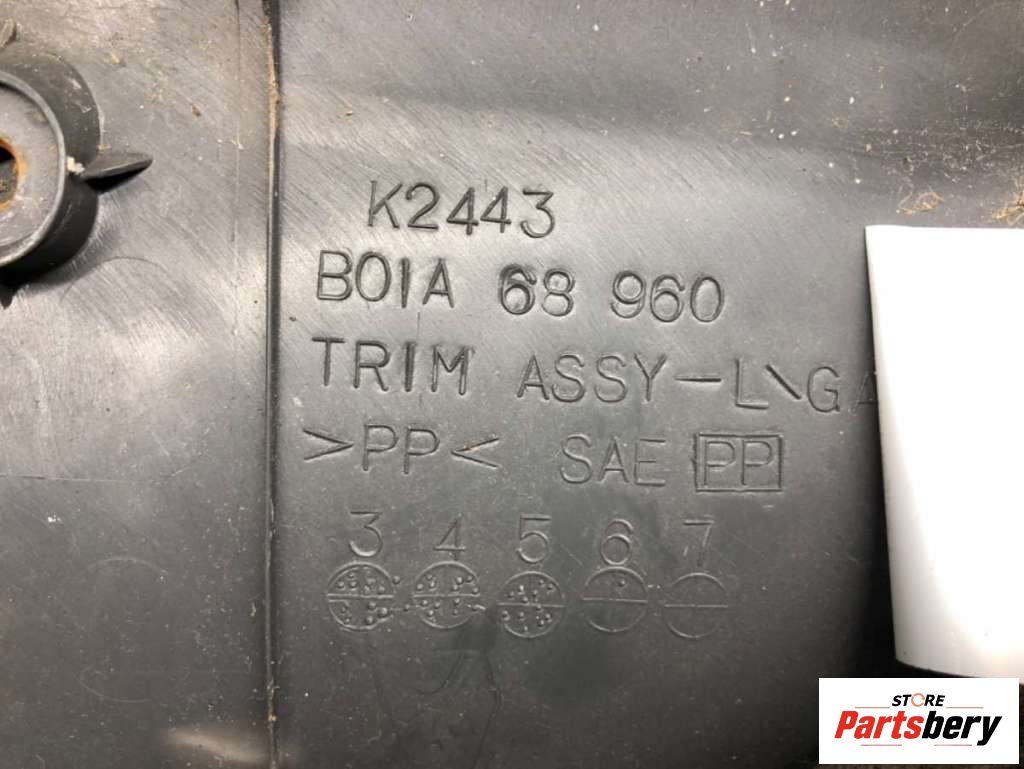 K2443
B01A 68 960
TRIM ASSY-L\G
>PP< SAE PP
3 4 5 6 7
STORE
Partsbery